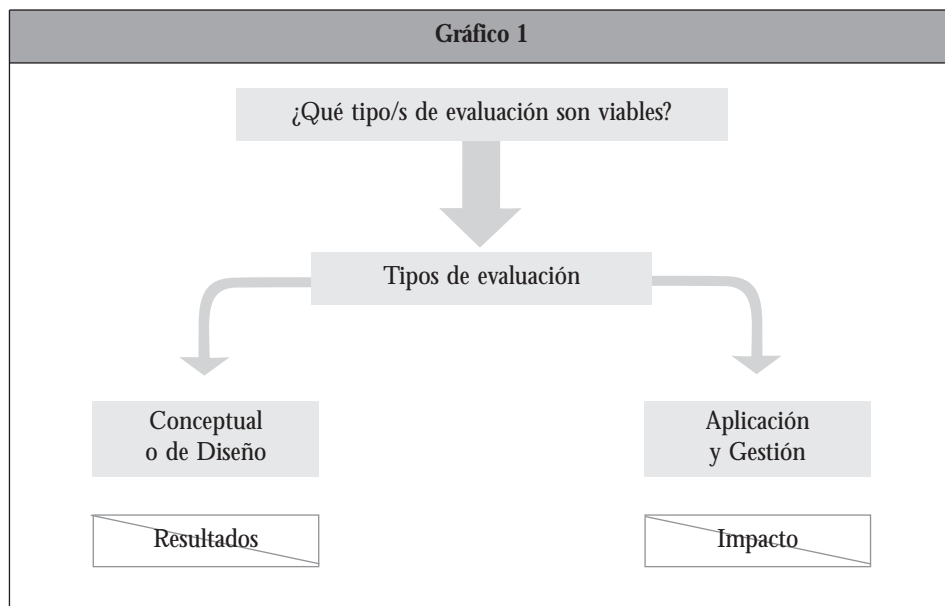 Gráfico 1
¿Qué tipo/s de evaluación son viables?
Tipos de evaluación
Conceptual
o de Diseño
Aplicación
y Gestión
Resultados
Impacto